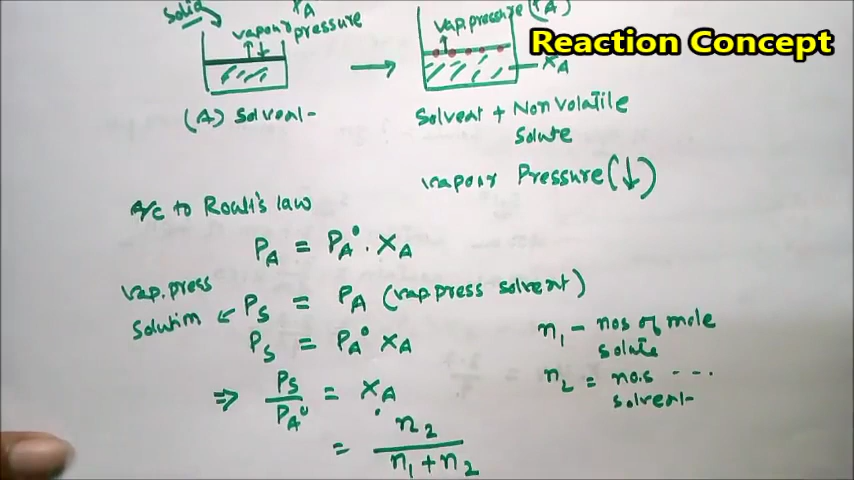 Solid
vapour
pressure
PA
(A) Solvent
vap.pressure (PA)
XA
Solvent + Non Volatile
Solute
Reaction Concept
Vapour Pressure (↓)
A/c to Roult's law
PA = PA° . XA
Vap.press
Solution ← PS = PA (vap.press solvent)
PS = PA° XA
⇒ PS/PA° = XA
= n2/(n1 + n2)
n1 - nos of mole
solute
n2 = nos - - -
solvent